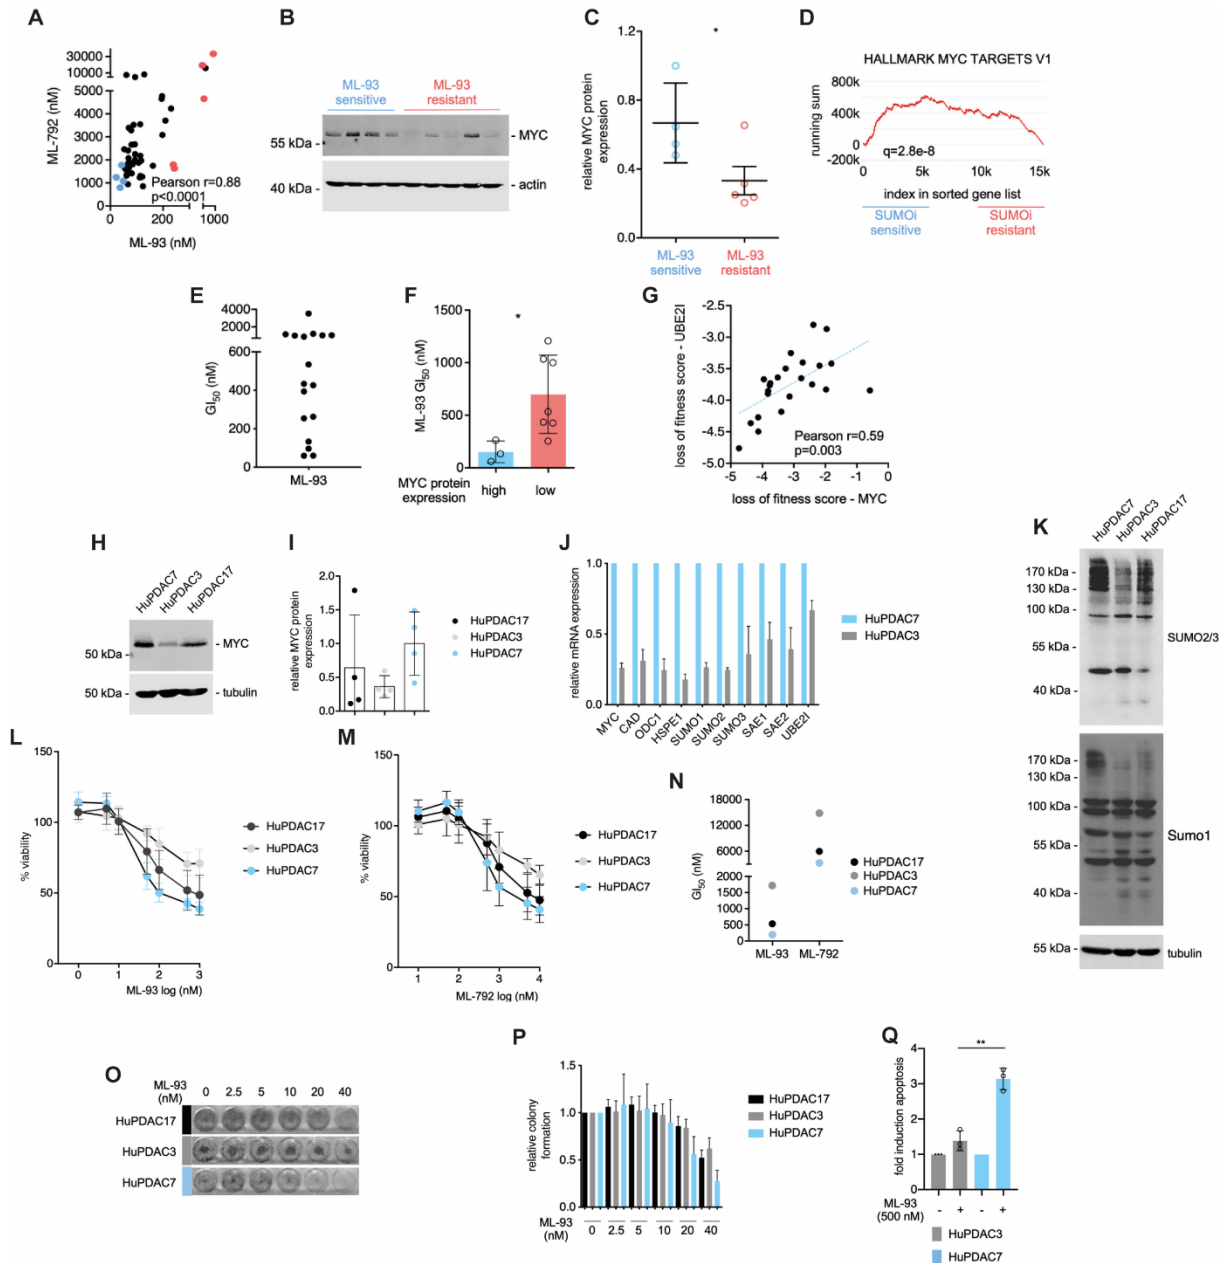 A
ML-792 (nM)
30000
10000
5000
4000
3000
2000
1000
0
Pearson r=0.88
p<0.0001
0
200
1000
ML-93 (nM)
B
ML-93
sensitive
ML-93
resistant
55 kDa -
- MYC
40 kDa -
- actin
C
relative MYC protein
expression
1.2
0.8
0.4
0.0
*
ML-93
sensitive
ML-93
resistant
D
HALLMARK MYC TARGETS V1
running sum
800k
400k
0
-200k
q=2.8e-8
0
5k
10k
15k
index in sorted gene list
SUMOi
sensitive
SUMOi
resistant
E
GI50 (nM)
4000
2000
600
400
200
0
ML-93
F
ML-93 GI50 (nM)
1500
1000
500
0
*
MYC protein
expression
high
low
G
loss of fitness score - UBE2I
-2.5
-3.0
-3.5
-4.0
-4.5
-5.0
Pearson r=0.59
p=0.003
-5
-4
-3
-2
-1
0
loss of fitness score - MYC
H
HuPDAC7
HuPDAC3
HuPDAC17
50 kDa -
- MYC
50 kDa -
- tubulin
I
relative MYC protein
expression
2.0
1.5
1.0
0.5
0.0
HuPDAC17
HuPDAC3
HuPDAC7
J
relative mRNA expression
1.0
0.5
0.0
MYC
CAD
ODC1
HSPE1
SUMO1
SUMO2
SUMO3
SAE1
SAE2
UBE2I
HuPDAC7
HuPDAC3
K
HuPDAC7
HuPDAC3
HuPDAC17
170 kDa -
130 kDa -
100 kDa -
55 kDa -
40 kDa -
SUMO2/3
170 kDa -
130 kDa -
100 kDa -
55 kDa -
40 kDa -
Sumo1
55 kDa -
tubulin
L
% viability
150
100
50
0
0
1
2
3
ML-93 log (nM)
HuPDAC17
HuPDAC3
HuPDAC7
M
% viability
150
100
50
0
1
2
3
4
ML-792 log (nM)
HuPDAC17
HuPDAC3
HuPDAC7
N
GI50 (nM)
18000
12000
6000
2000
1500
1000
500
0
ML-93
ML-792
HuPDAC17
HuPDAC3
HuPDAC7
O
ML-93
(nM)
0
2.5
5
10
20
40
HuPDAC17
HuPDAC3
HuPDAC7
P
relative colony
formation
1.5
1.0
0.5
0.0
ML-93
(nM)
0
2.5
5
10
20
40
HuPDAC17
HuPDAC3
HuPDAC7
Q
fold induction apoptosis
4
3
2
1
0
**
ML-93
(500 nM)
-
+
-
+
HuPDAC3
HuPDAC7